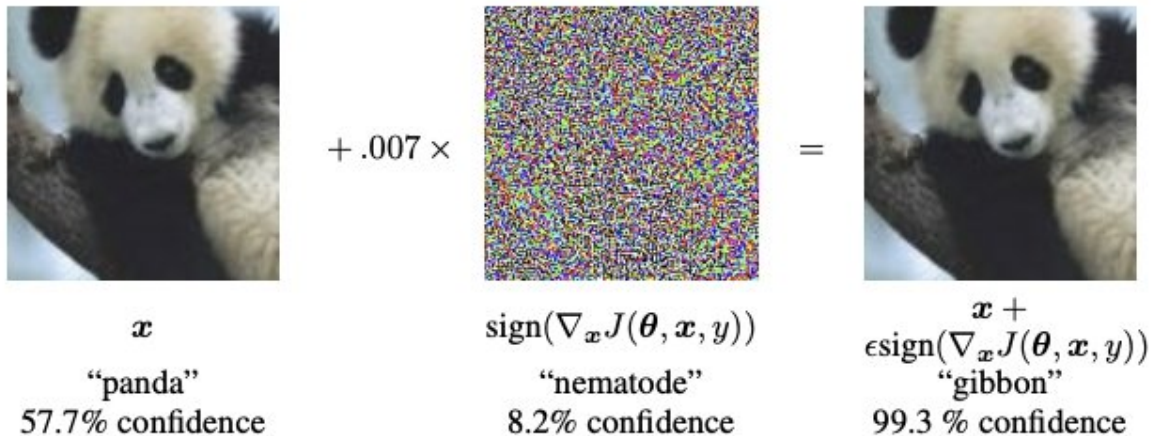 + .007 ×
=
x
sign(∇ₓJ(θ, x, y))
x +
ϵsign(∇ₓJ(θ, x, y))
“panda”
“nematode”
“gibbon”
57.7% confidence
8.2% confidence
99.3 % confidence